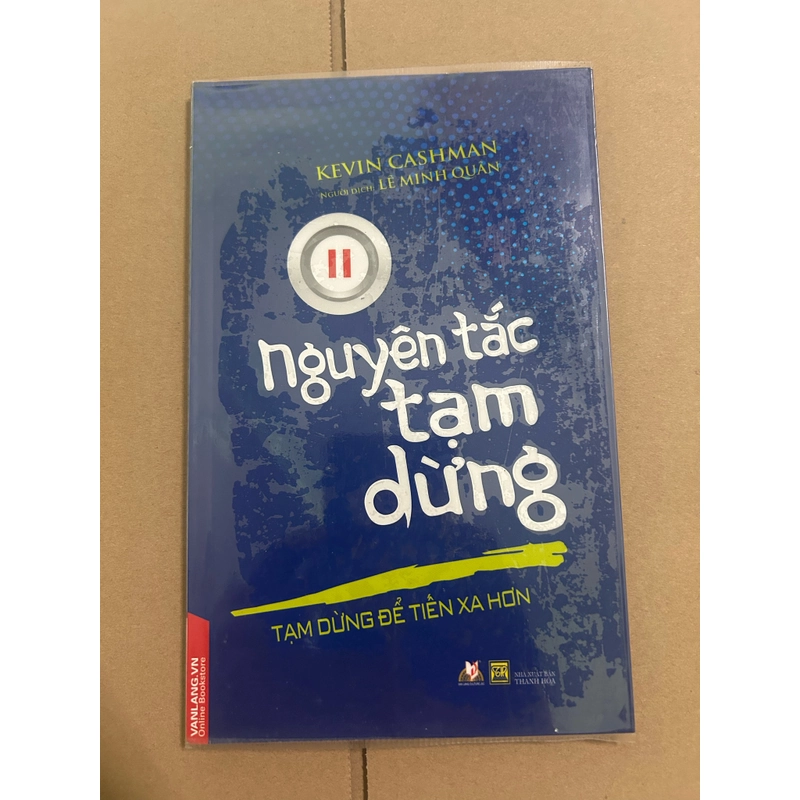 KEVIN CASHMAN
NGƯỜI DỊCH: LÊ MINH QUÂN
nguyên tắc
tạm
dừng
TẠM DỪNG ĐỂ TIẾN XA HƠN
VANLANG.VN
Online Bookstore
NHÀ XUẤT BẢN
THANH HÓA